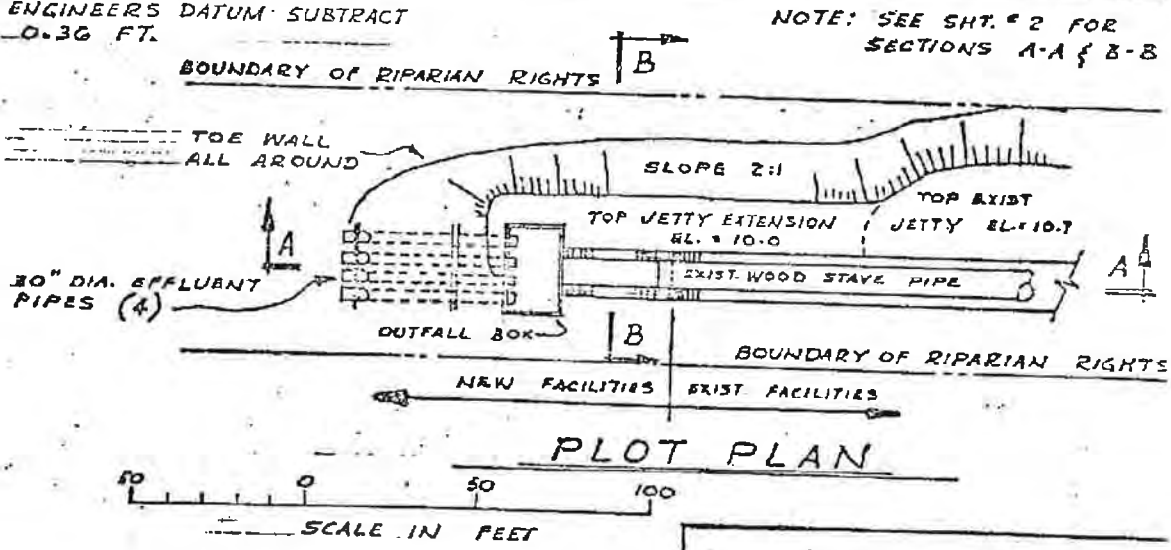 ENGINEERS DATUM SUBTRACT
0.36 FT.
NOTE: SEE SHT. # 2 FOR
SECTIONS A-A & B-B
B
BOUNDARY OF RIPARIAN RIGHTS
TOE WALL
ALL AROUND
SLOPE 2:1
TOP EXIST
JETTY EL. = 10.?
TOP JETTY EXTENSION
EL. = 10.0
A
EXIST. WOOD STAVE PIPE
A
30" DIA. EFFLUENT
PIPES (4)
OUTFALL BOX
B
BOUNDARY OF RIPARIAN RIGHTS
NEW FACILITIES
EXIST. FACILITIES
PLOT PLAN
50 0 50 100
SCALE IN FEET